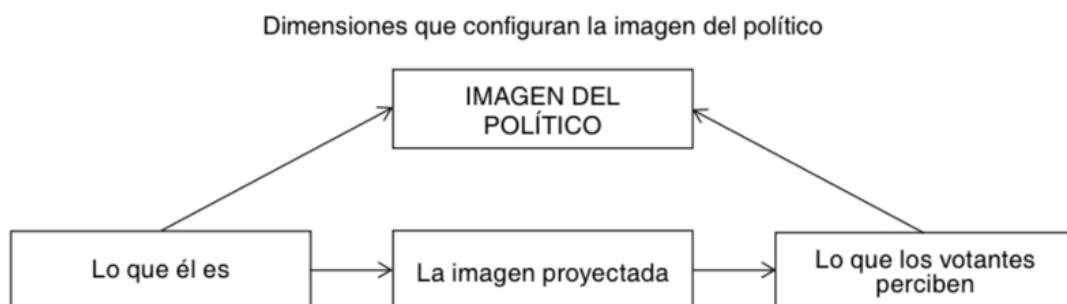 Dimensiones que configuran la imagen del político
IMAGEN DEL
POLÍTICO
Lo que él es
La imagen proyectada
Lo que los votantes
perciben